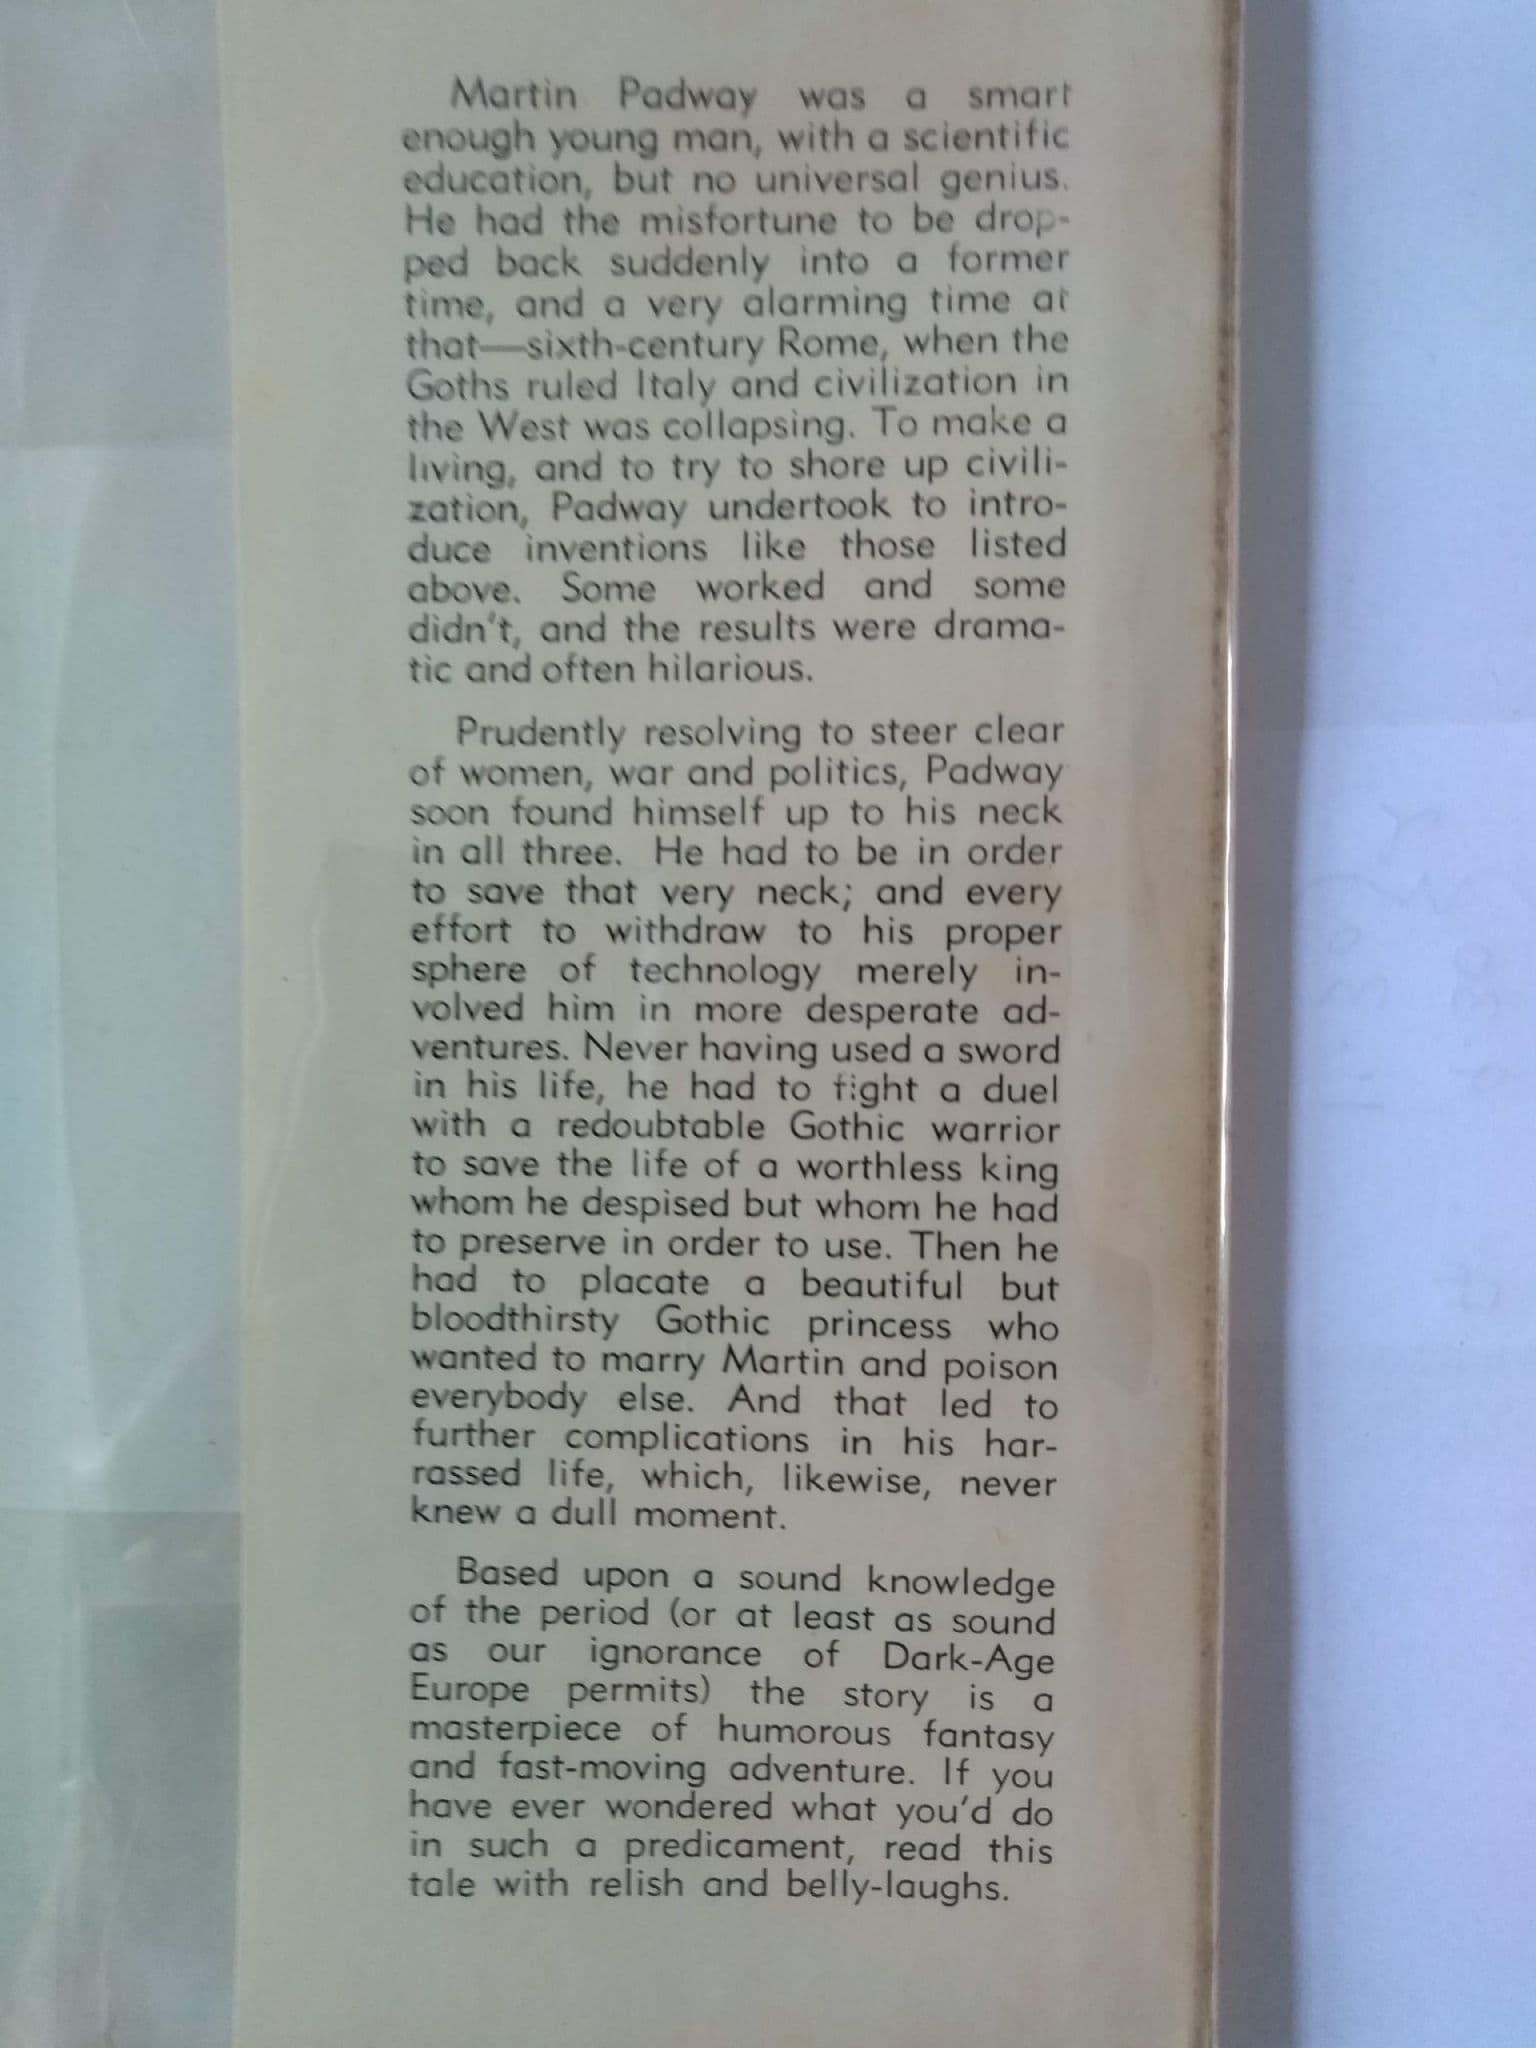 Martin Padway was a smart
enough young man, with a scientific
education, but no universal genius.
He had the misfortune to be drop-
ped back suddenly into a former
time, and a very alarming time at
that—sixth-century Rome, when the
Goths ruled Italy and civilization in
the West was collapsing. To make a
living, and to try to shore up civili-
zation, Padway undertook to intro-
duce inventions like those listed
above. Some worked and some
didn't, and the results were drama-
tic and often hilarious.
Prudently resolving to steer clear
of women, war and politics, Padway
soon found himself up to his neck
in all three. He had to be in order
to save that very neck; and every
effort to withdraw to his proper
sphere of technology merely in-
volved him in more desperate ad-
ventures. Never having used a sword
in his life, he had to fight a duel
with a redoubtable Gothic warrior
to save the life of a worthless king
whom he despised but whom he had
to preserve in order to use. Then he
had to placate a beautiful but
bloodthirsty Gothic princess who
wanted to marry Martin and poison
everybody else. And that led to
further complications in his har-
rassed life, which, likewise, never
knew a dull moment.
Based upon a sound knowledge
of the period (or at least as sound
as our ignorance of Dark-Age
Europe permits) the story is a
masterpiece of humorous fantasy
and fast-moving adventure. If you
have ever wondered what you'd do
in such a predicament, read this
tale with relish and belly-laughs.